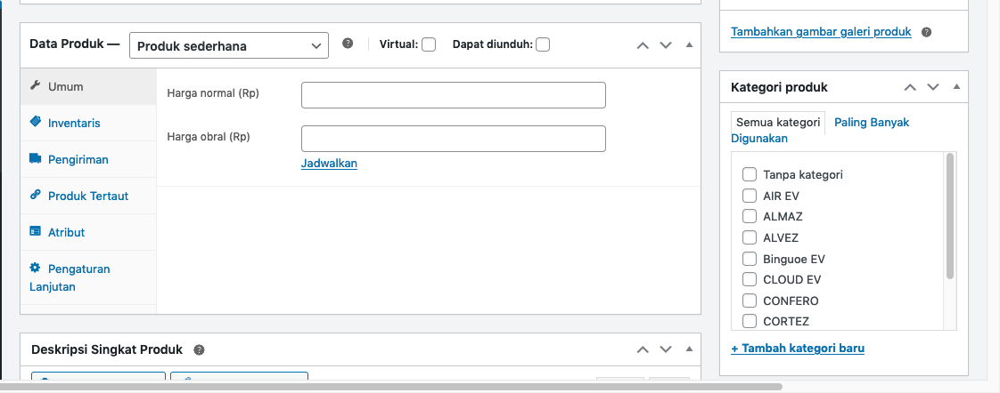 Data Produk —
Produk sederhana
Virtual:
Dapat diunduh:
Umum
Inventaris
Pengiriman
Produk Tertaut
Atribut
Pengaturan
Lanjutan
Harga normal (Rp)
Harga obral (Rp)
Jadwalkan
Deskripsi Singkat Produk
Tambahkan gambar galeri produk
Kategori produk
Semua kategori
Paling Banyak
Digunakan
Tanpa kategori
AIR EV
ALMAZ
ALVEZ
Binguoe EV
CLOUD EV
CONFERO
CORTEZ
+ Tambah kategori baru